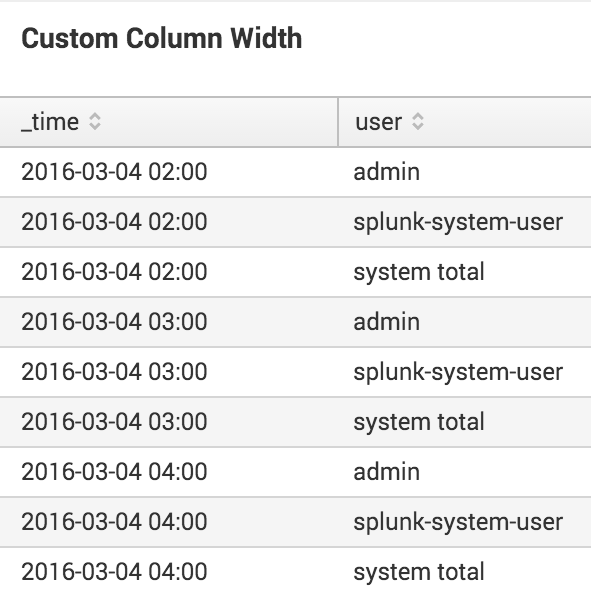 Custom Column Width
_time user
2016-03-04 02:00 admin
2016-03-04 02:00 splunk-system-user
2016-03-04 02:00 system total
2016-03-04 03:00 admin
2016-03-04 03:00 splunk-system-user
2016-03-04 03:00 system total
2016-03-04 04:00 admin
2016-03-04 04:00 splunk-system-user
2016-03-04 04:00 system total